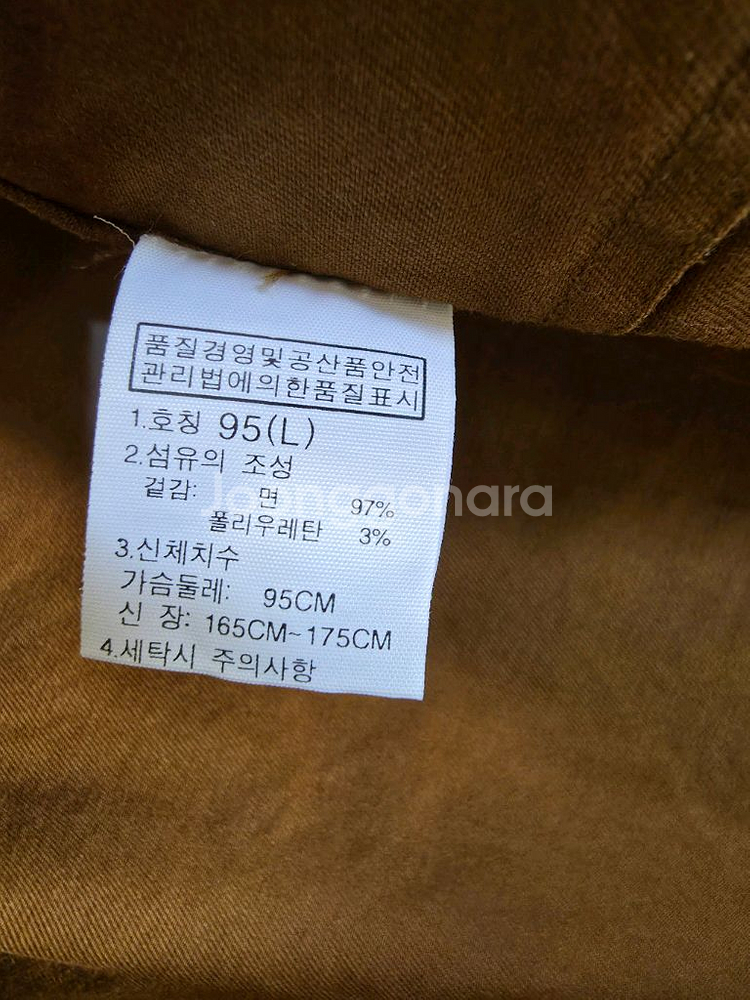 품질경영및공산품안전
관리법에의한품질표시
1.호칭 95(L)
2.섬유의 조성
겉감: 면 97%
폴리우레탄 3%
3.신체치수
가슴둘레: 95CM
신 장: 165CM~175CM
4.세탁시 주의사항
Joongonara